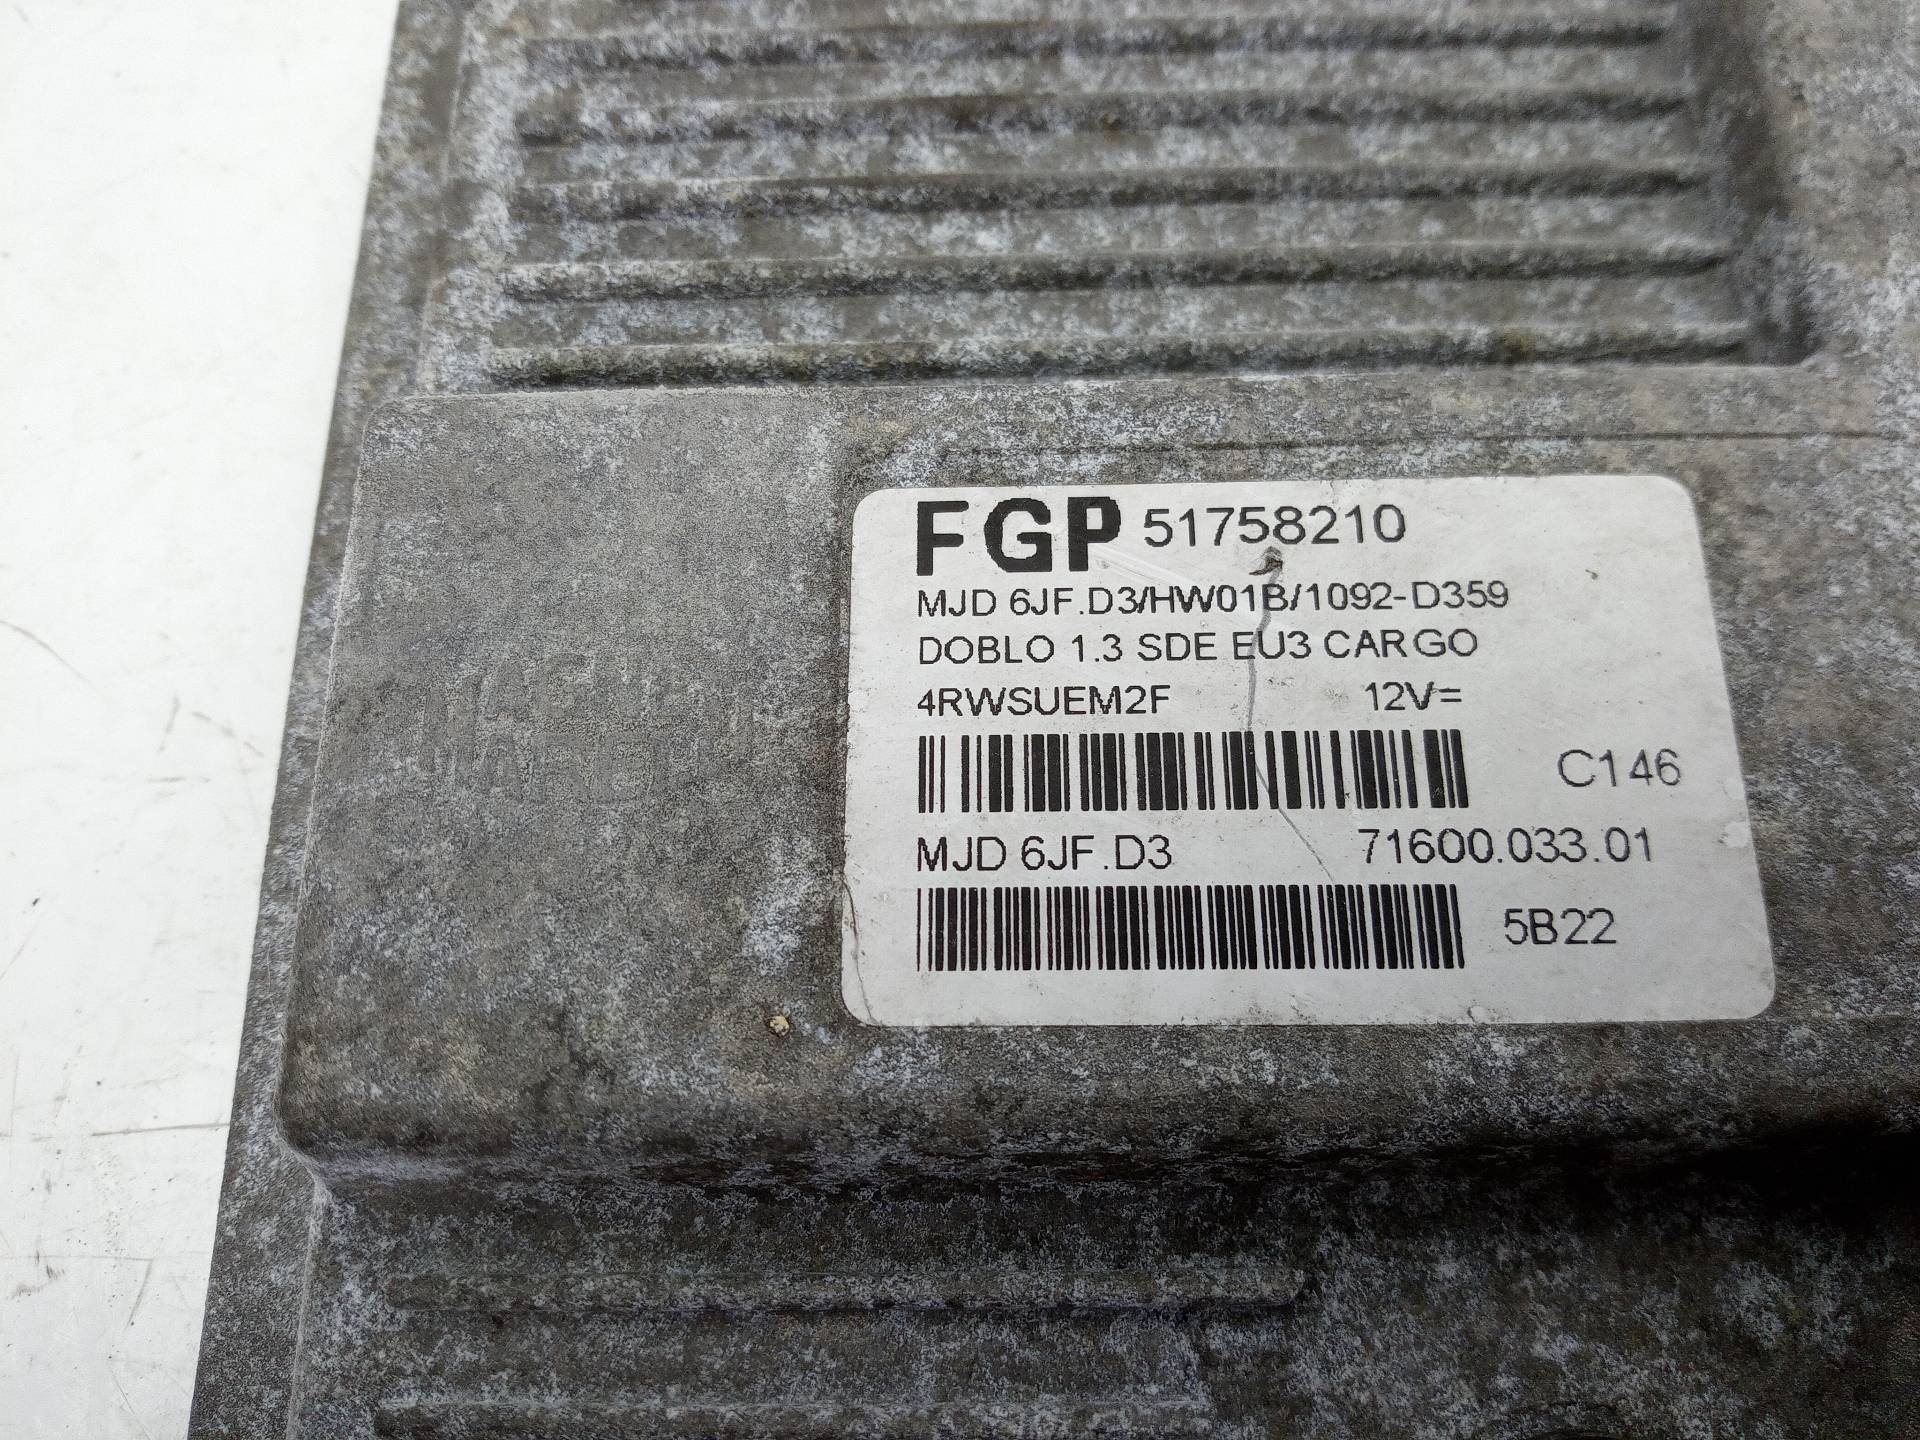 FGP 51758210
MJD 6JF.D3/HW01B/1092-D359
DOBLO 1.3 SDE EU3 CARGO
4RWSUEM2F 12V=
C146
MJD 6JF.D3 71600.033.01
5B22